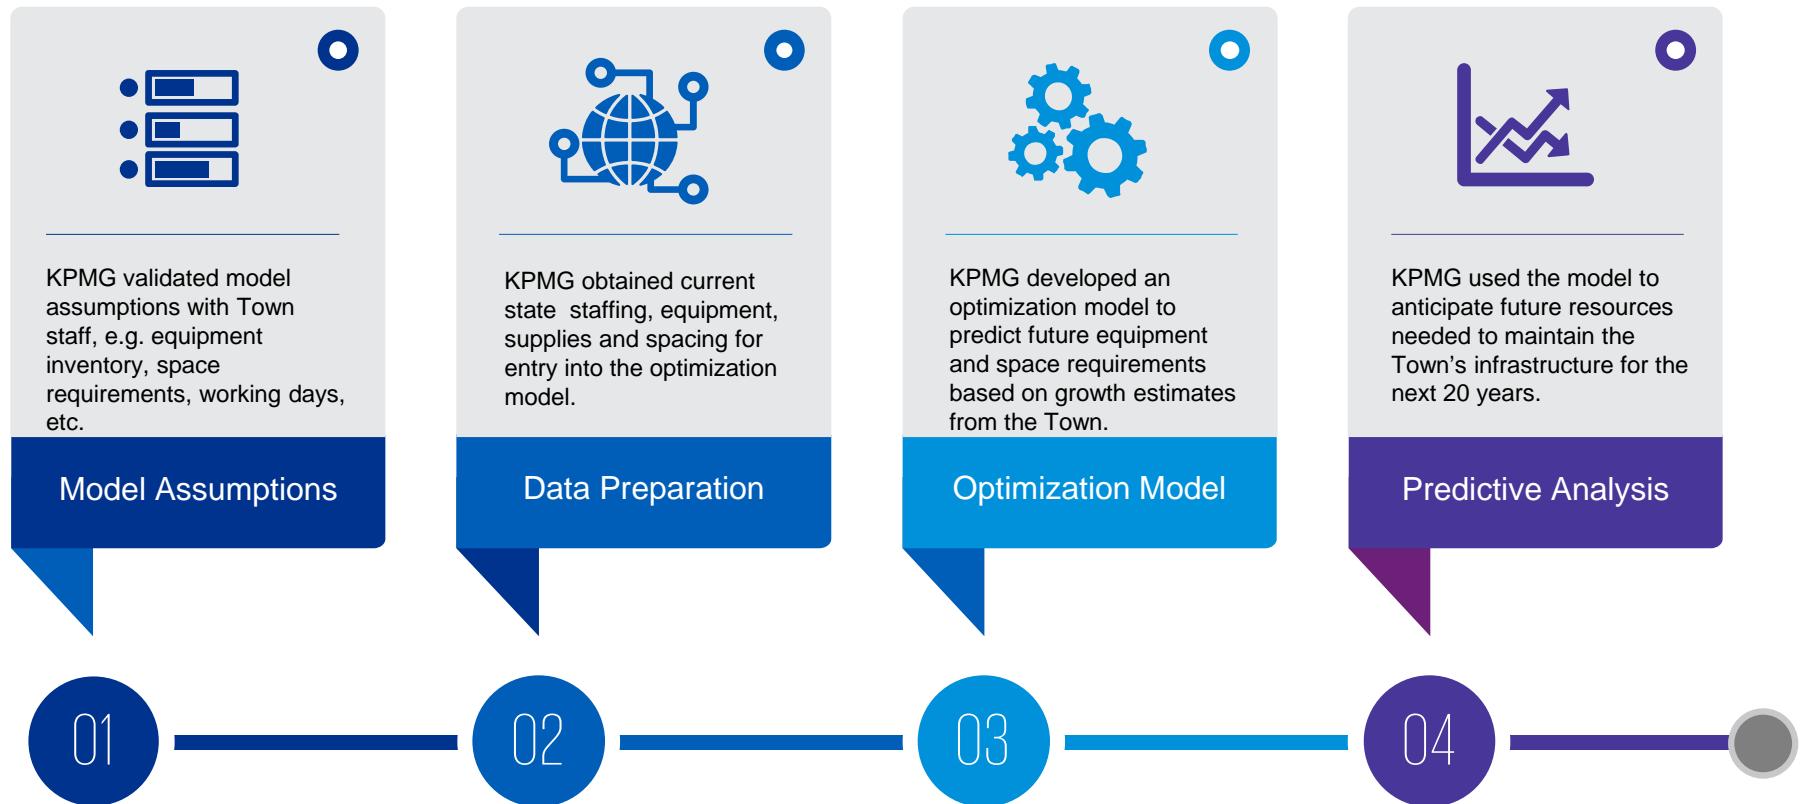 KPMG validated model
assumptions with Town
staff, e.g. equipment
inventory, space
requirements, working days,
etc.
Model Assumptions
KPMG obtained current
state  staffing, equipment,
supplies and spacing for
entry into the optimization
model.
Data Preparation
KPMG developed an
optimization model to
predict future equipment
and space requirements
based on growth estimates
from the Town.
Optimization Model
KPMG used the model to
anticipate future resources
needed to maintain the
Town's infrastructure for the
next 20 years.
Predictive Analysis
01
02
03
04